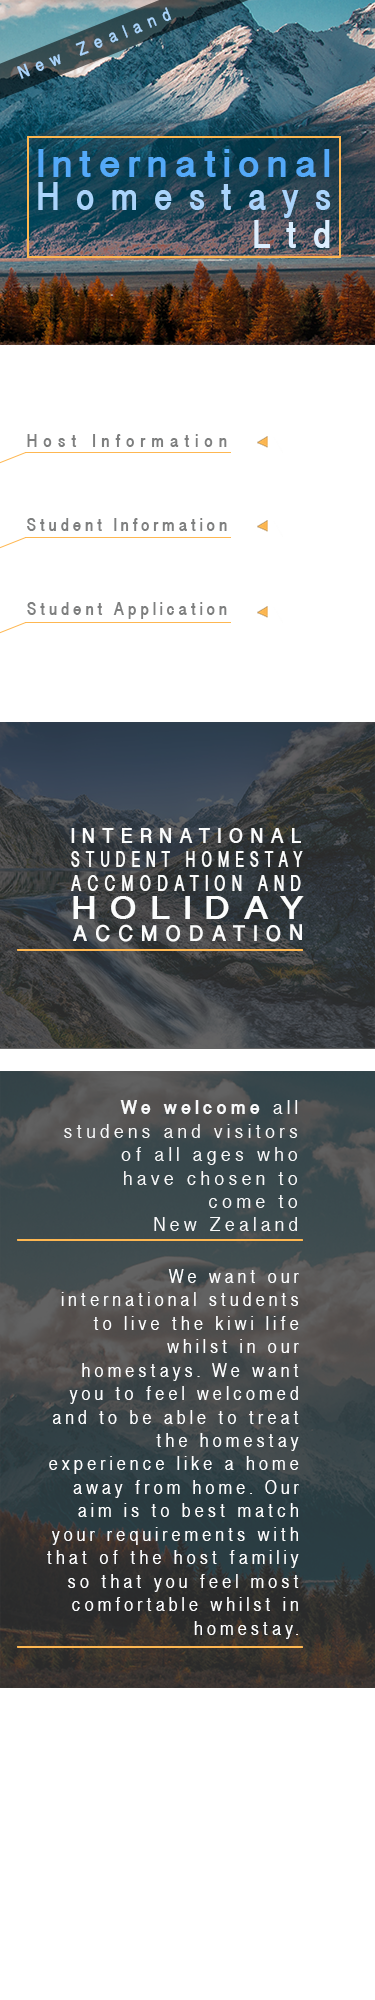 New Zealand
International
Homestays
Ltd
Host Information
Student Information
Student Application
INTERNATIONAL
STUDENT HOMESTAY
ACCMODATION AND
HOLIDAY
ACCMODATION
We welcome all
studens and visitors
of all ages who
have chosen to
come to
New Zealand
We want our
international students
to live the kiwi life
whilst in our
homestays. We want
you to feel welcomed
and to be able to treat
the homestay
experience like a home
away from home. Our
aim is to best match
your requirements with
that of the host familiy
so that you feel most
comfortable whilst in
homestay.